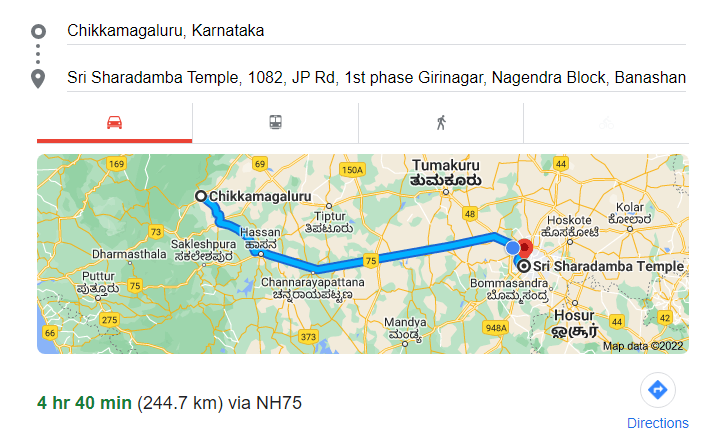 Chikkamagaluru, Karnataka
Sri Sharadamba Temple, 1082, JP Rd, 1st phase Girinagar, Nagendra Block, Banashan
169
69
150A
Tumakuru
ತುಮಕೂರು
44
Chikkamagaluru
Tiptur
ತಿಪಟೂರು
48
Kolar
ಕೋಲಾರ
Hoskote
ಹೊಸಕೋಟೆ
73
Hassan
ಹಾಸನ
Sakleshpura
ಸಕಲೇಶಪುರ
Dharmasthala
75
Sri Sharadamba Temple
Puttur
ಪುತ್ತೂರು
75
Channarayapattana
ಚನ್ನರಾಯಪಟ್ಟಣ
Bommasandra
ಬೊಮ್ಮಸಂದ್ರ
275
66
373
Mandya
ಮಂಡ್ಯ
948A
Hosur
ஓசூர்
44
42
Map data ©2022
4 hr 40 min (244.7 km) via NH75
Directions